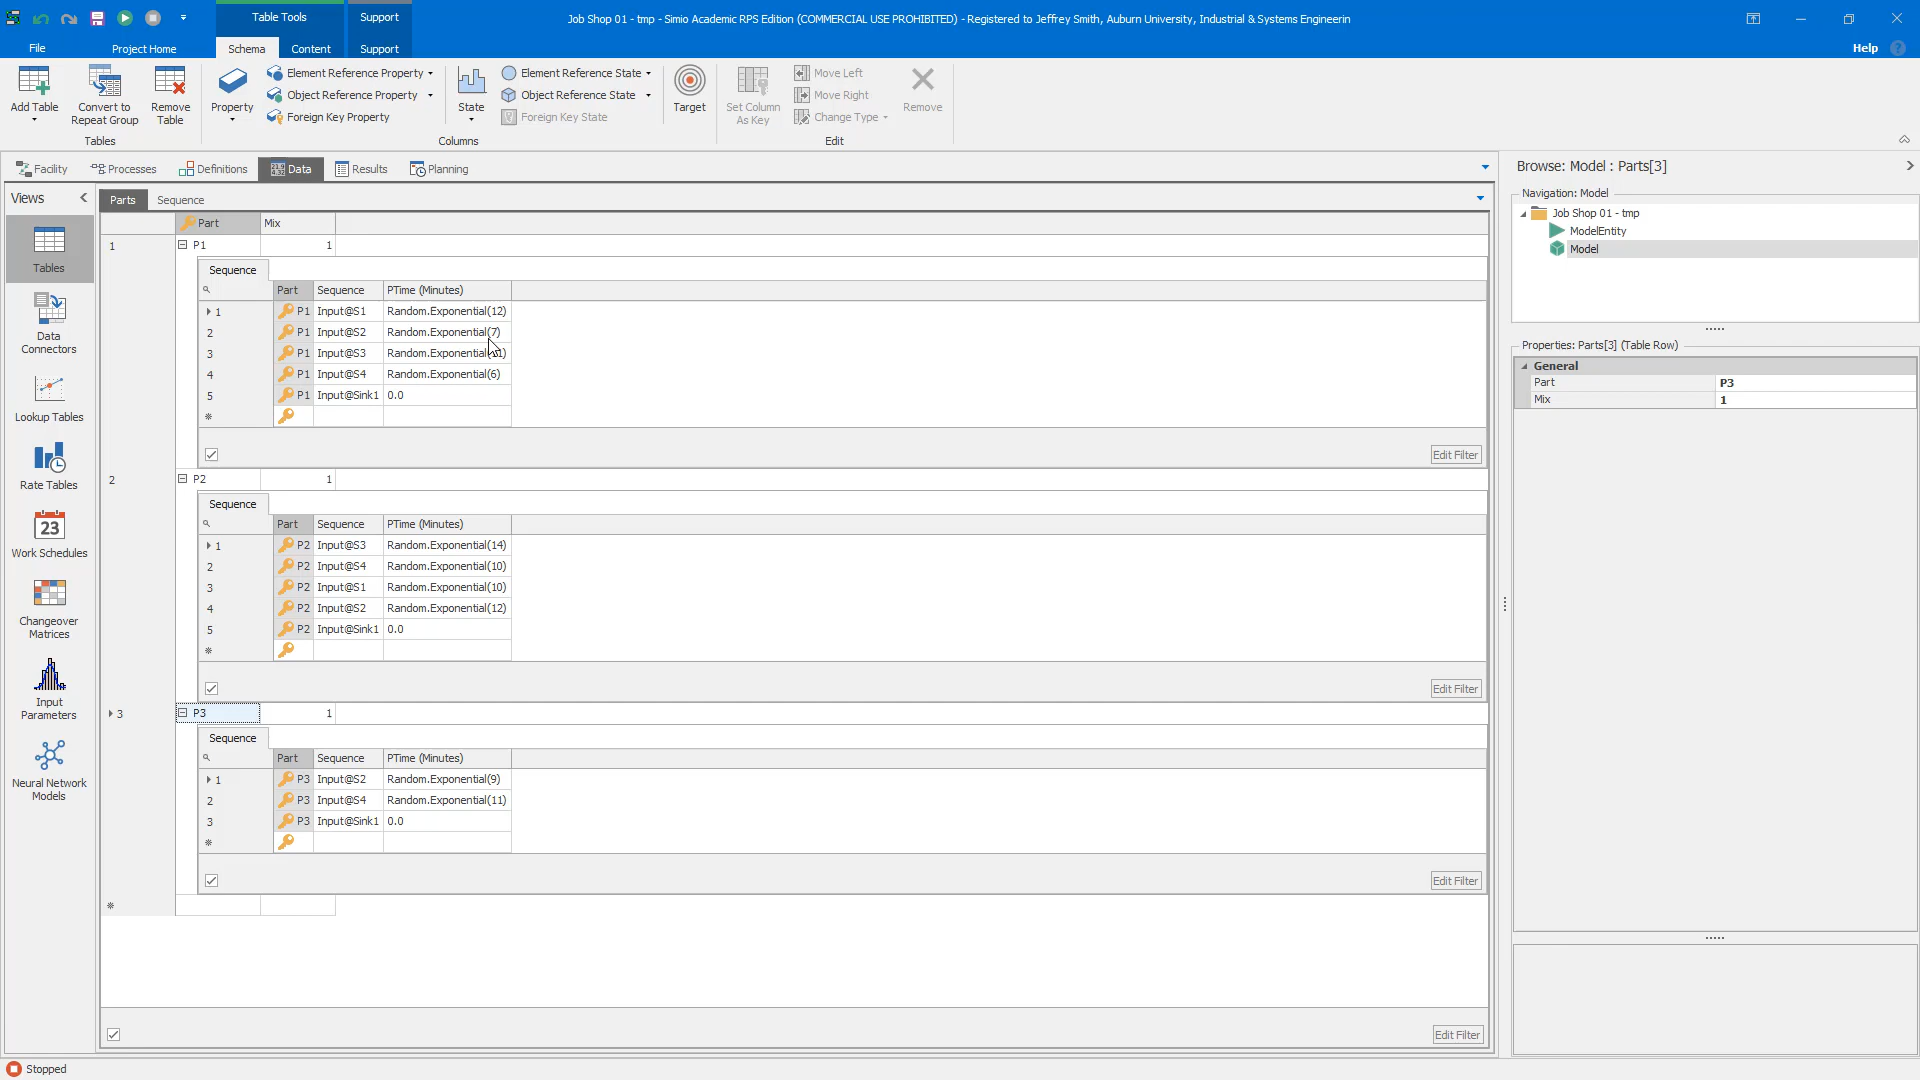 Table Tools
Support
Job Shop 01 - tmp - Simio Academic RPS Edition (COMMERCIAL USE PROHIBITED) - Registered to Jeffrey Smith, Auburn University, Industrial & Systems Engineerin
File
Project Home
Schema
Content
Support
Help
Add Table
Convert to Repeat Group
Remove Table
Tables
Property
Element Reference Property
Object Reference Property
Foreign Key Property
State
Element Reference State
Object Reference State
Foreign Key State
Columns
Target
Set Column As Key
Move Left
Move Right
Change Type
Remove
Edit
Facility
Processes
Definitions
Data
Results
Planning
Views
Tables
Data Connectors
Lookup Tables
Rate Tables
23
Work Schedules
Changeover Matrices
Input Parameters
Neural Network Models
Parts
Sequence
Part Mix
1 P1 1
Sequence
Part Sequence PTime (Minutes)
1 P1 Input@S1 Random.Exponential(12)
2 P1 Input@S2 Random.Exponential(7)
3 P1 Input@S3 Random.Exponential
4 P1 Input@S4 Random.Exponential(6)
5 P1 Input@Sink1 0.0
Edit Filter
2 P2 1
Sequence
Part Sequence PTime (Minutes)
1 P2 Input@S3 Random.Exponential(14)
2 P2 Input@S4 Random.Exponential(10)
3 P2 Input@S1 Random.Exponential(10)
4 P2 Input@S2 Random.Exponential(12)
5 P2 Input@Sink1 0.0
Edit Filter
3 P3 1
Sequence
Part Sequence PTime (Minutes)
1 P3 Input@S2 Random.Exponential(9)
2 P3 Input@S4 Random.Exponential(11)
3 P3 Input@Sink1 0.0
Edit Filter
Edit Filter
Browse: Model : Parts[3]
Navigation: Model
Job Shop 01 - tmp
ModelEntity
Model
Properties: Parts[3] (Table Row)
General
Part P3
Mix 1
Stopped